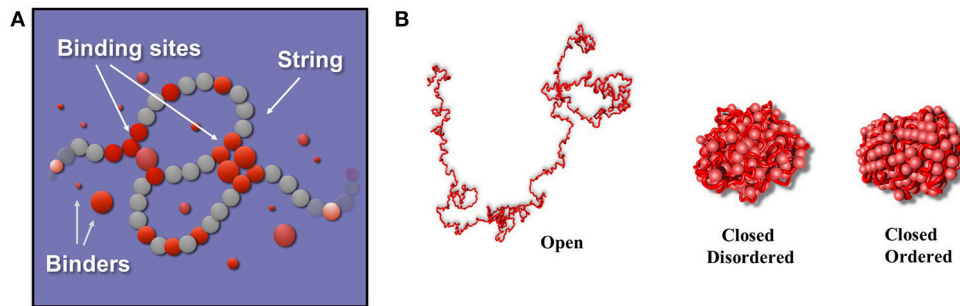 A
Binding sites
String
Binders
B
Open
Closed
Disordered
Closed
Ordered